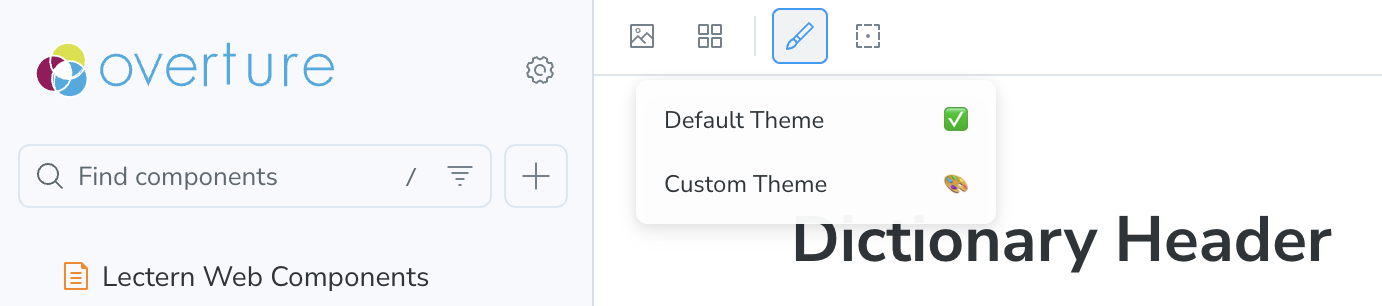 overture
Find components /
Lectern Web Components
Default Theme ✅
Custom Theme 🎨
Dictionary Header